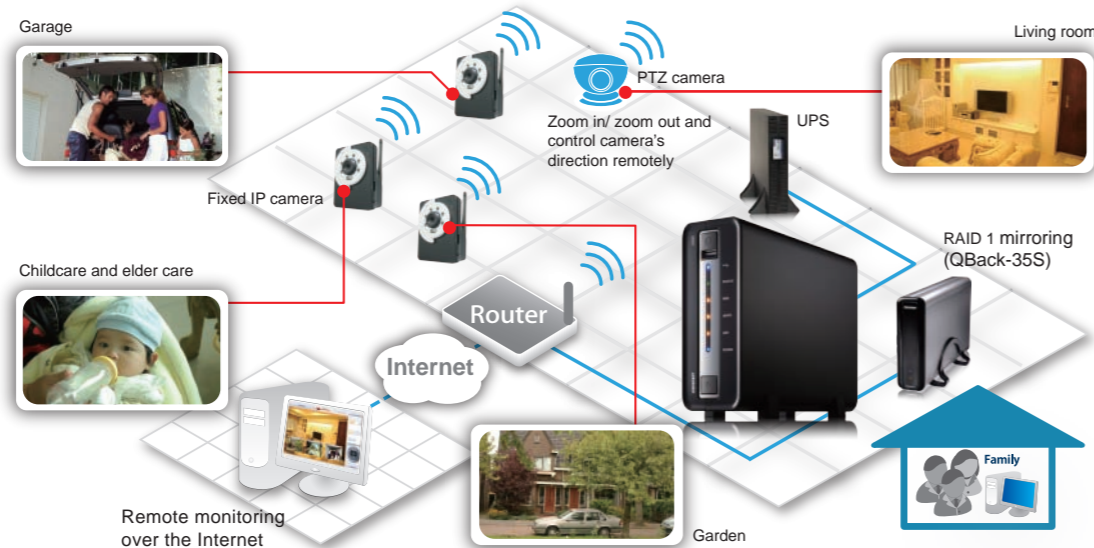 Garage
Living room
PTZ camera
Zoom in/ zoom out and
control camera's
direction remotely
UPS
Fixed IP camera
RAID 1 mirroring
(QBack-35S)
Childcare and elder care
Router
Internet
Family
Remote monitoring
over the Internet
Garden